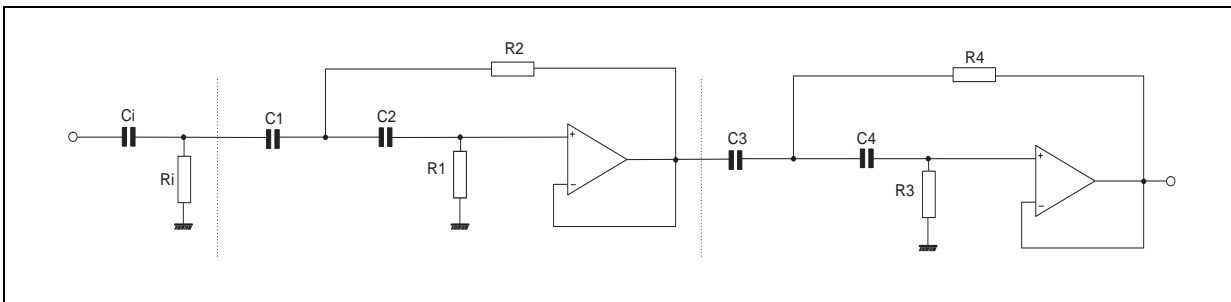 R2
R4
Ci
C1
C2
C3
C4
Ri
R1
R3
+
−
+
−